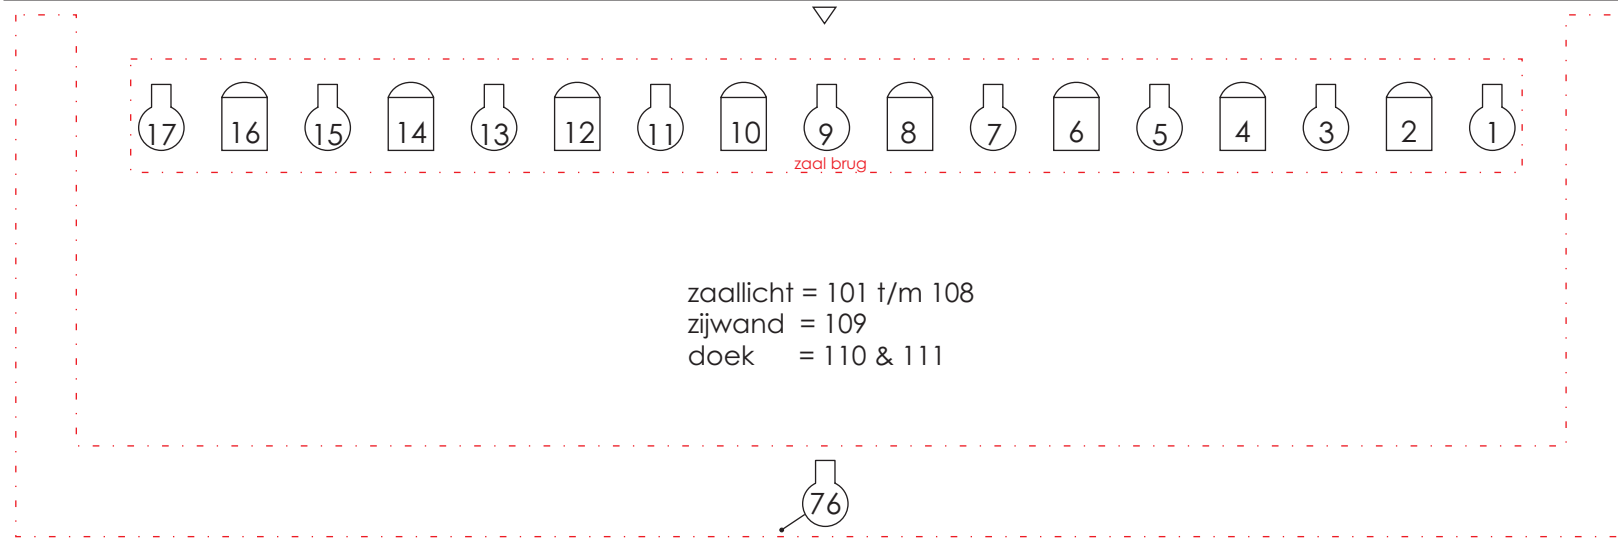 17 16 15 14 13 12 11 10 9 8 7 6 5 4 3 2 1
zaal brug
zaallicht = 101 t/m 108
zijwand = 109
doek = 110 & 111
76